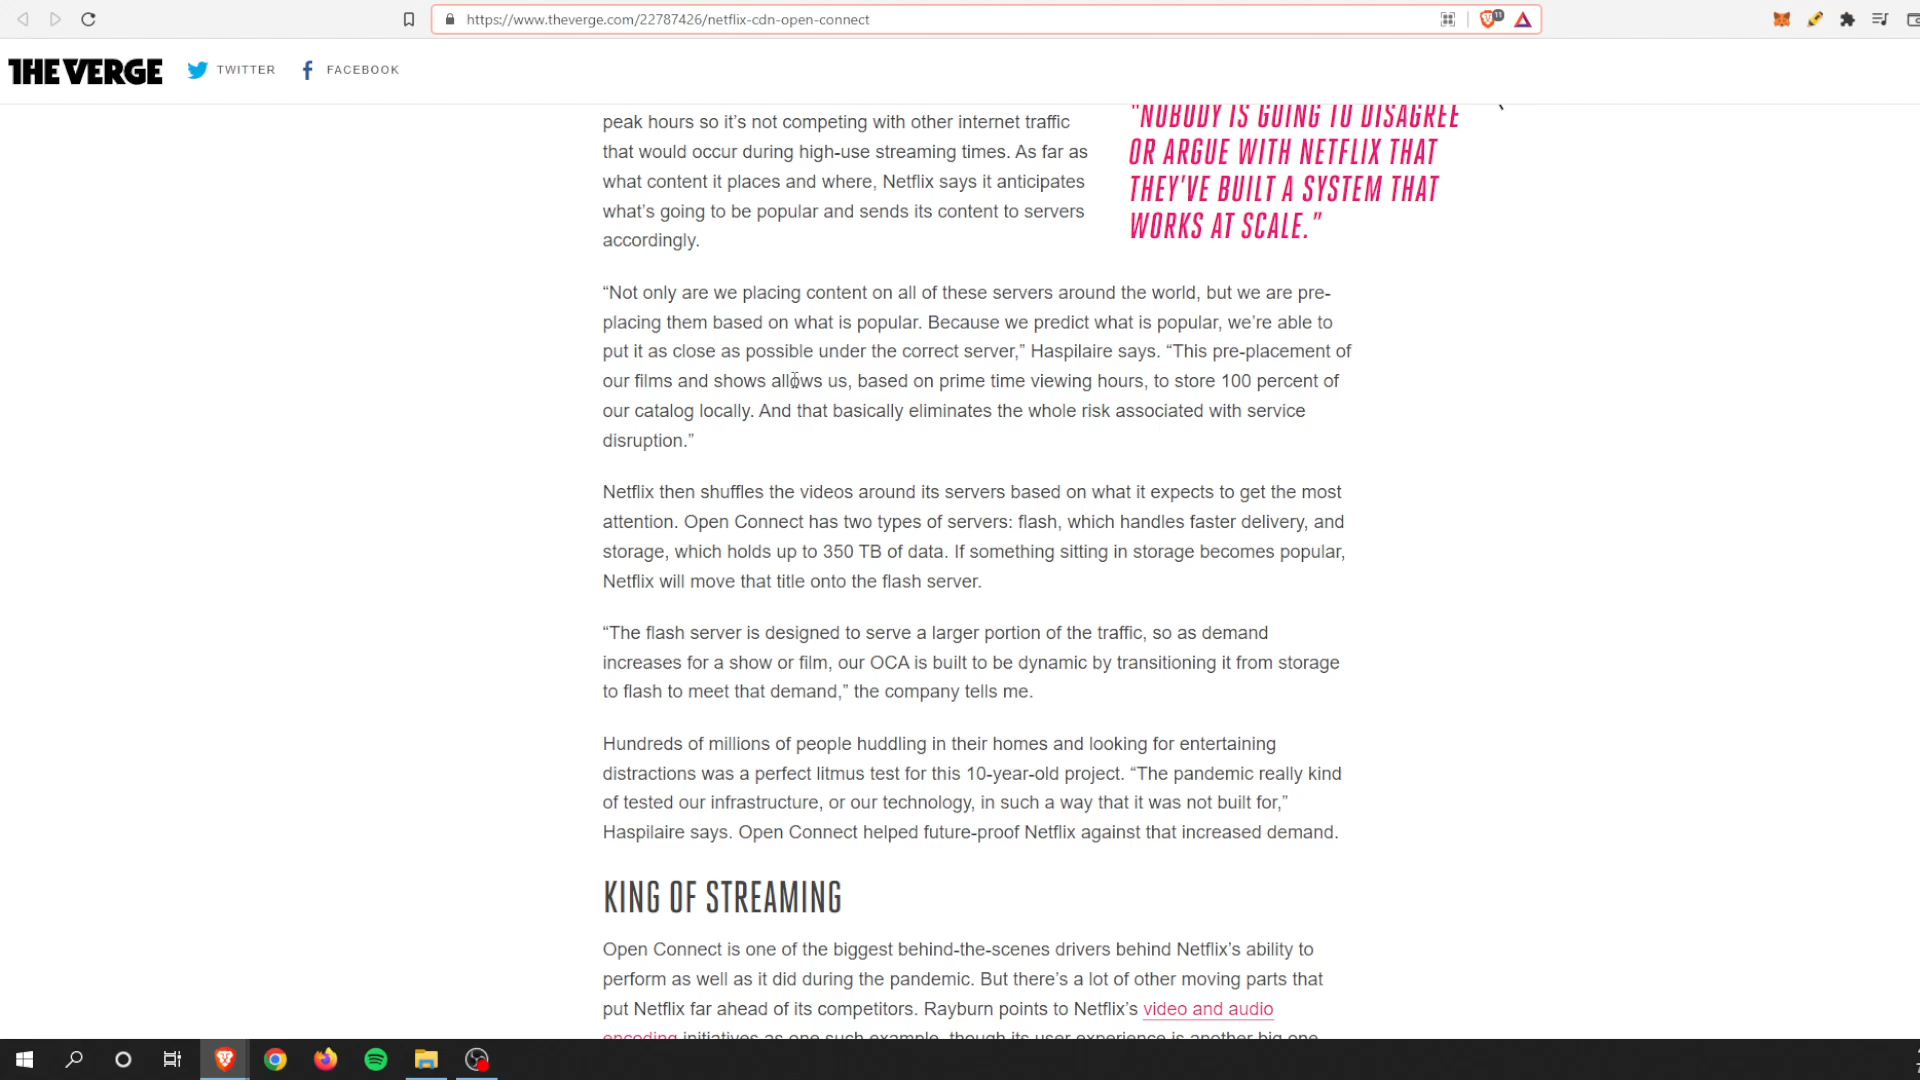 https://www.theverge.com/22787426/netflix-cdn-open-connect
11
THE VERGE
TWITTER
FACEBOOK
peak hours so it’s not competing with other internet traffic
that would occur during high-use streaming times. As far as
what content it places and where, Netflix says it anticipates
what’s going to be popular and sends its content to servers
accordingly.
"NOBODY IS GOING TO DISAGREE
OR ARGUE WITH NETFLIX THAT
THEY'VE BUILT A SYSTEM THAT
WORKS AT SCALE."
“Not only are we placing content on all of these servers around the world, but we are pre-
placing them based on what is popular. Because we predict what is popular, we’re able to
put it as close as possible under the correct server,” Haspilaire says. “This pre-placement of
our films and shows allows us, based on prime time viewing hours, to store 100 percent of
our catalog locally. And that basically eliminates the whole risk associated with service
disruption.”
Netflix then shuffles the videos around its servers based on what it expects to get the most
attention. Open Connect has two types of servers: flash, which handles faster delivery, and
storage, which holds up to 350 TB of data. If something sitting in storage becomes popular,
Netflix will move that title onto the flash server.
“The flash server is designed to serve a larger portion of the traffic, so as demand
increases for a show or film, our OCA is built to be dynamic by transitioning it from storage
to flash to meet that demand,” the company tells me.
Hundreds of millions of people huddling in their homes and looking for entertaining
distractions was a perfect litmus test for this 10-year-old project. “The pandemic really kind
of tested our infrastructure, or our technology, in such a way that it was not built for,”
Haspilaire says. Open Connect helped future-proof Netflix against that increased demand.
KING OF STREAMING
Open Connect is one of the biggest behind-the-scenes drivers behind Netflix’s ability to
perform as well as it did during the pandemic. But there’s a lot of other moving parts that
put Netflix far ahead of its competitors. Rayburn points to Netflix’s video and audio
encoding initiatives as one such example, though its user experience is another big one.